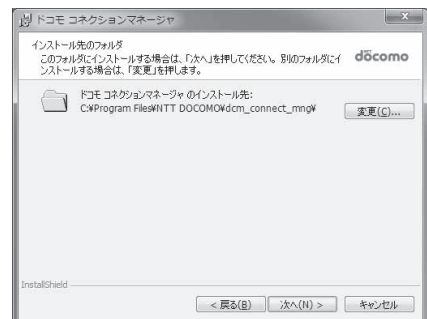 ドコモ コネクションマネージャ
インストール先のフォルダ
このフォルダにインストールする場合は、「次へ」を押してください。別のフォルダにイ
ンストールする場合は、「変更」を押します。
döcomo
ドコモ コネクションマネージャ のインストール先:
C:¥Program Files¥NTT DOCOMO¥dcm_connect_mng¥
変更(C)...
InstallShield
< 戻る(B)
次へ(N) >
キャンセル